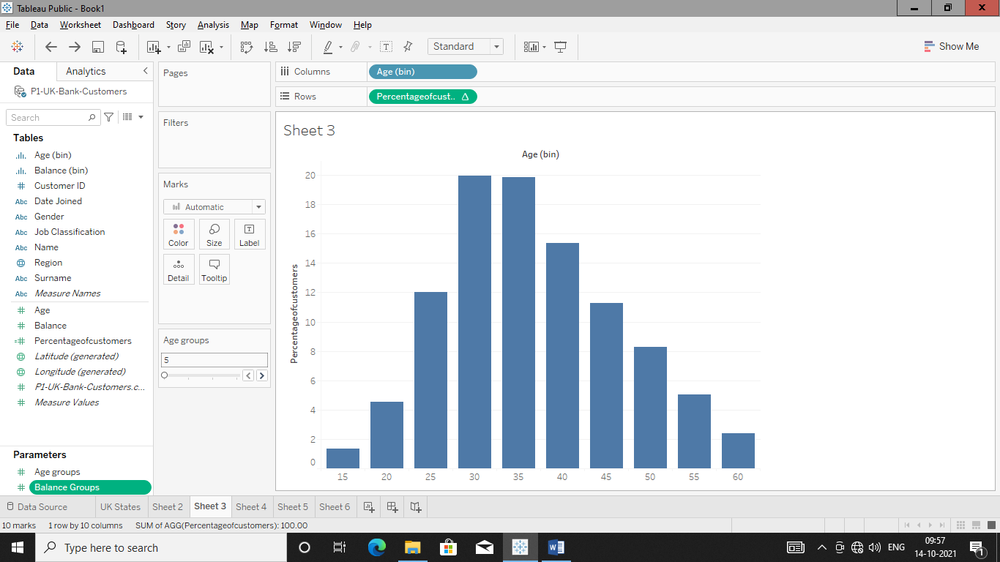 Tableau Public - Book1
File Data Worksheet Dashboard Story Analysis Map Format Window Help
Standard
Show Me
Data Analytics
P1-UK-Bank-Customers
Search
Tables
Age (bin)
Balance (bin)
Customer ID
Abc Date Joined
Abc Gender
Abc Job Classification
Abc Name
Region
Abc Surname
Abc Measure Names
Age
Balance
Percentageofcustomers
Latitude (generated)
Longitude (generated)
P1-UK-Bank-Customers.c...
Measure Values
Parameters
Age groups
Balance Groups
Pages
Filters
Marks
Automatic
Color Size Label
Detail Tooltip
Age groups
5
Columns Age (bin)
Rows Percentageofcust.. Δ
Sheet 3
Age (bin)
Percentageofcustomers
20
18
16
14
12
10
8
6
4
2
0
15 20 25 30 35 40 45 50 55 60
Data Source UK States Sheet 2 Sheet 3 Sheet 4 Sheet 5 Sheet 6
10 marks 1 row by 10 columns SUM of AGG(Percentageofcustomers): 100.00
Type here to search
ENG
09:57
14-10-2021
1